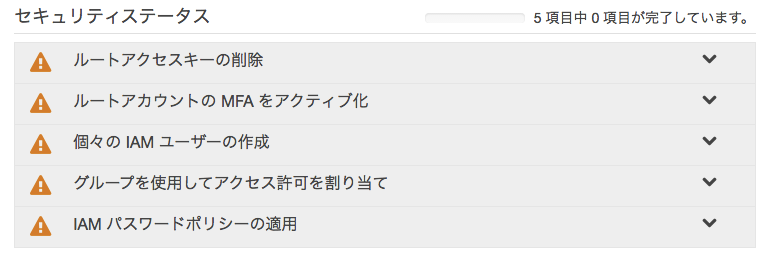 セキュリティステータス
5 項目中 0 項目が完了しています。
ルートアクセスキーの削除
ルートアカウントの MFA をアクティブ化
個々の IAM ユーザーの作成
グループを使用してアクセス許可を割り当て
IAM パスワードポリシーの適用